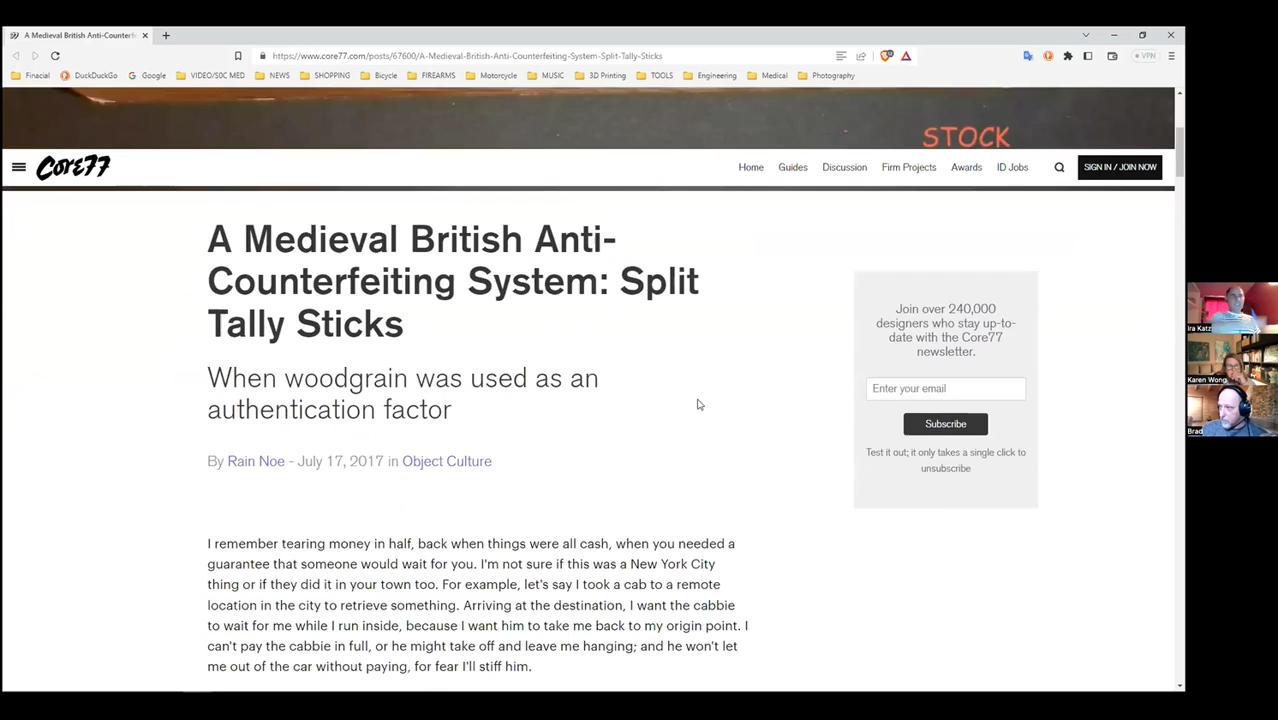 A Medieval British Anti-Counterf
https://www.core77.com/posts/67600/A-Medieval-British-Anti-Counterfeiting-System-Split-Tally-Sticks
VPN
Finacial DuckDuckGo Google VIDEO/S0C MED NEWS SHOPPING Bicycle FIREARMS Motorcycle MUSIC 3D Printing TOOLS Engineering Medical Photography
STOCK
Core77 Home Guides Discussion Firm Projects Awards ID Jobs SIGN IN / JOIN NOW
A Medieval British Anti-
Counterfeiting System: Split
Tally Sticks
When woodgrain was used as an
authentication factor
By Rain Noe - July 17, 2017 in Object Culture
I remember tearing money in half, back when things were all cash, when you needed a
guarantee that someone would wait for you. I'm not sure if this was a New York City
thing or if they did it in your town too. For example, let's say I took a cab to a remote
location in the city to retrieve something. Arriving at the destination, I want the cabbie
to wait for me while I run inside, because I want him to take me back to my origin point. I
can't pay the cabbie in full, or he might take off and leave me hanging; and he won't let
me out of the car without paying, for fear I'll stiff him.
Join over 240,000
designers who stay up-to-
date with the Core77
newsletter.
Enter your email
Subscribe
Test it out; it only takes a single click to
unsubscribe
Ira Katz
Karen Wong
Brad